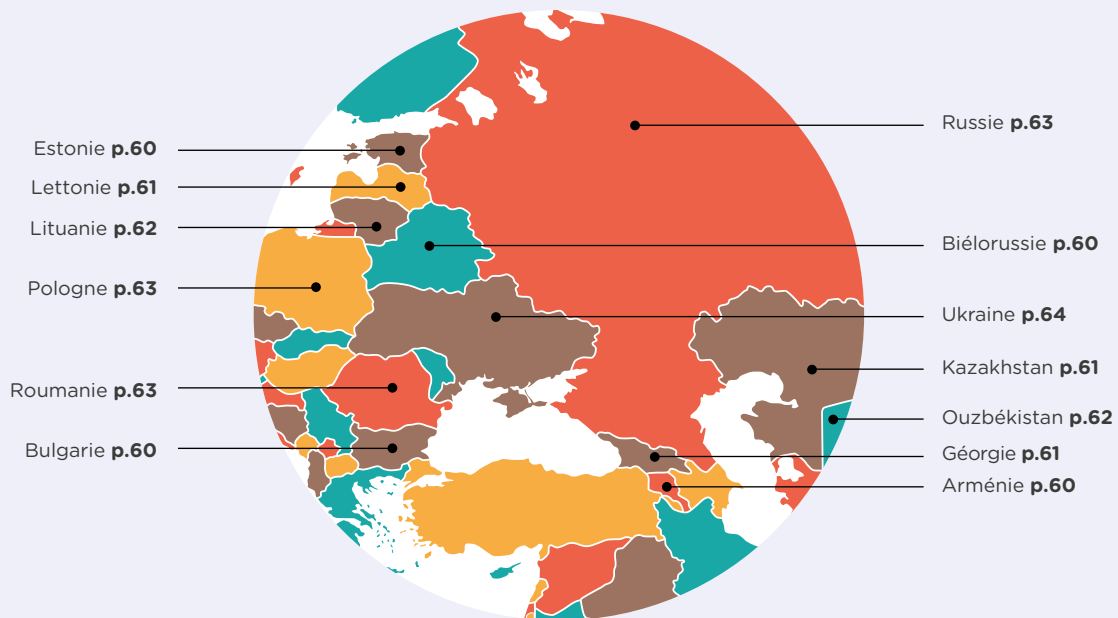 Estonie p.60
Lettonie p.61
Lituanie p.62
Pologne p.63
Roumanie p.63
Bulgarie p.60
Russie p.63
Biélorussie p.60
Ukraine p.64
Kazakhstan p.61
Ouzbékistan p.62
Géorgie p.61
Arménie p.60